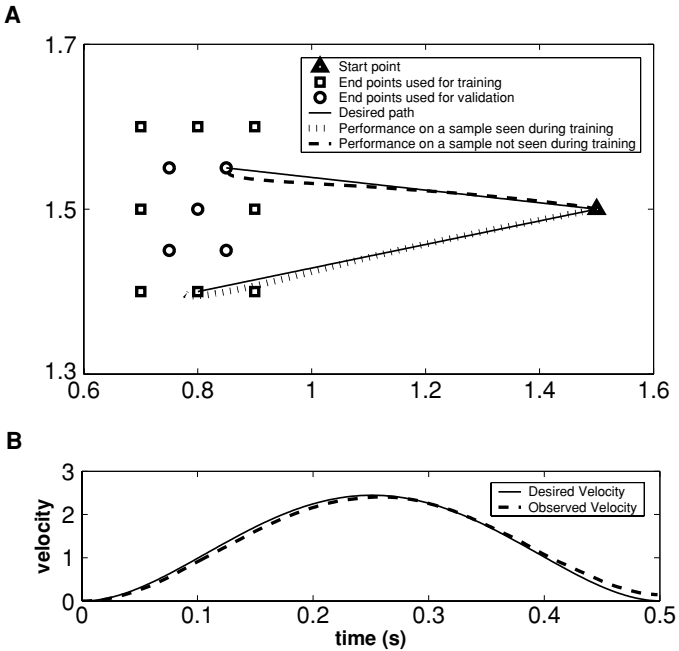 A
1.7
1.5
1.3
Start point
End points used for training
End points used for validation
Desired path
Performance on a sample seen during training
Performance on a sample not seen during training
0.6 0.8 1 1.2 1.4 1.6
B
3
2
1
0
velocity
Desired Velocity
Observed Velocity
0 0.1 0.2 0.3 0.4 0.5
time (s)